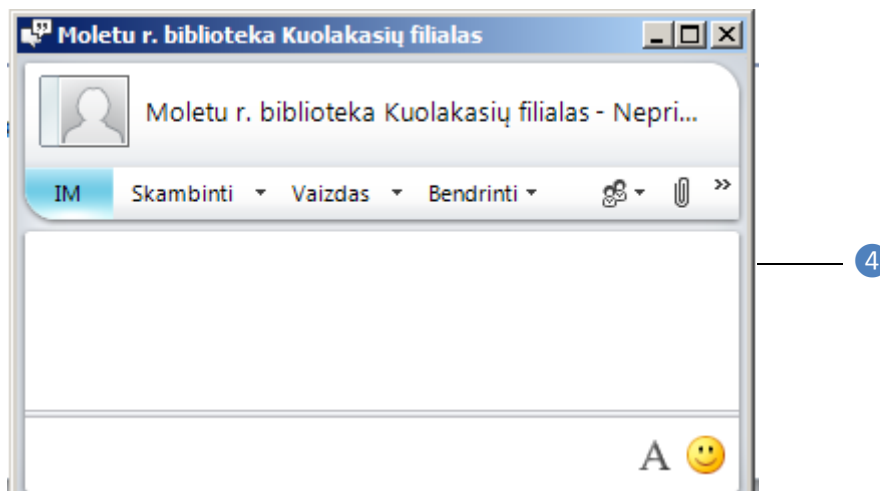 Moletu r. biblioteka Kuolakasių filialas
Moletu r. biblioteka Kuolakasių filialas - Nepri...
IM Skambinti Vaizdas Bendrinti »
4
A